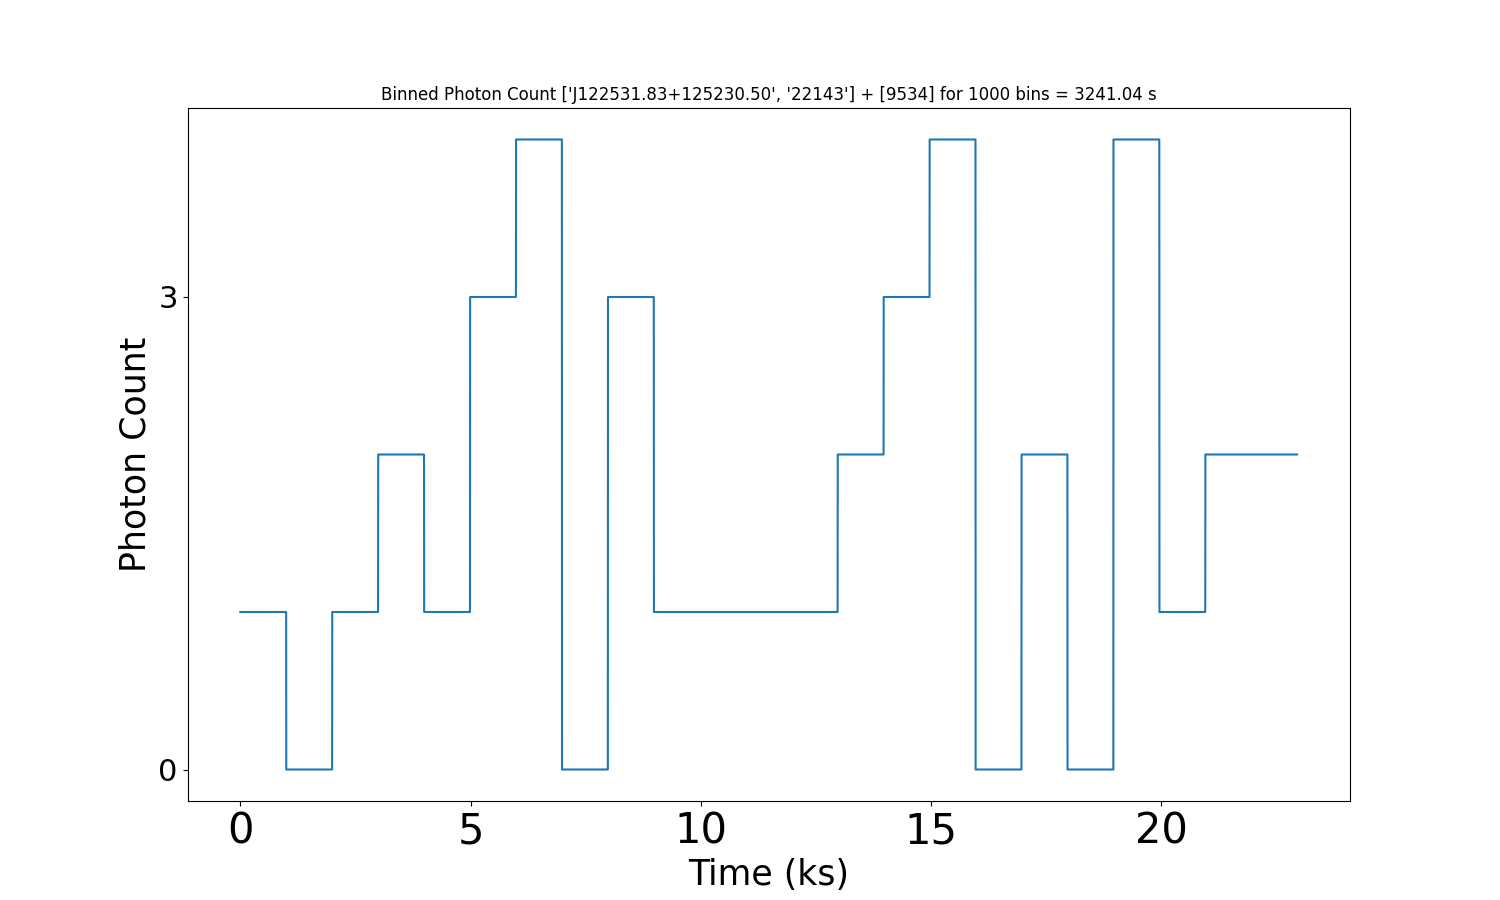 Binned Photon Count ['J122531.83+125230.50', '22143'] + [9534] for 1000 bins = 3241.04 s
Photon Count
3
0
0 5 10 15 20
Time (ks)